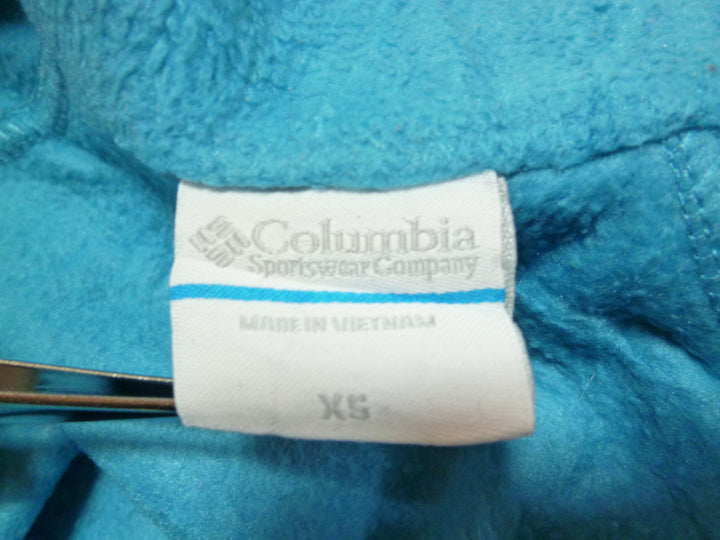 Columbia
Sportswear Company
MADE IN VIETNAM
XS